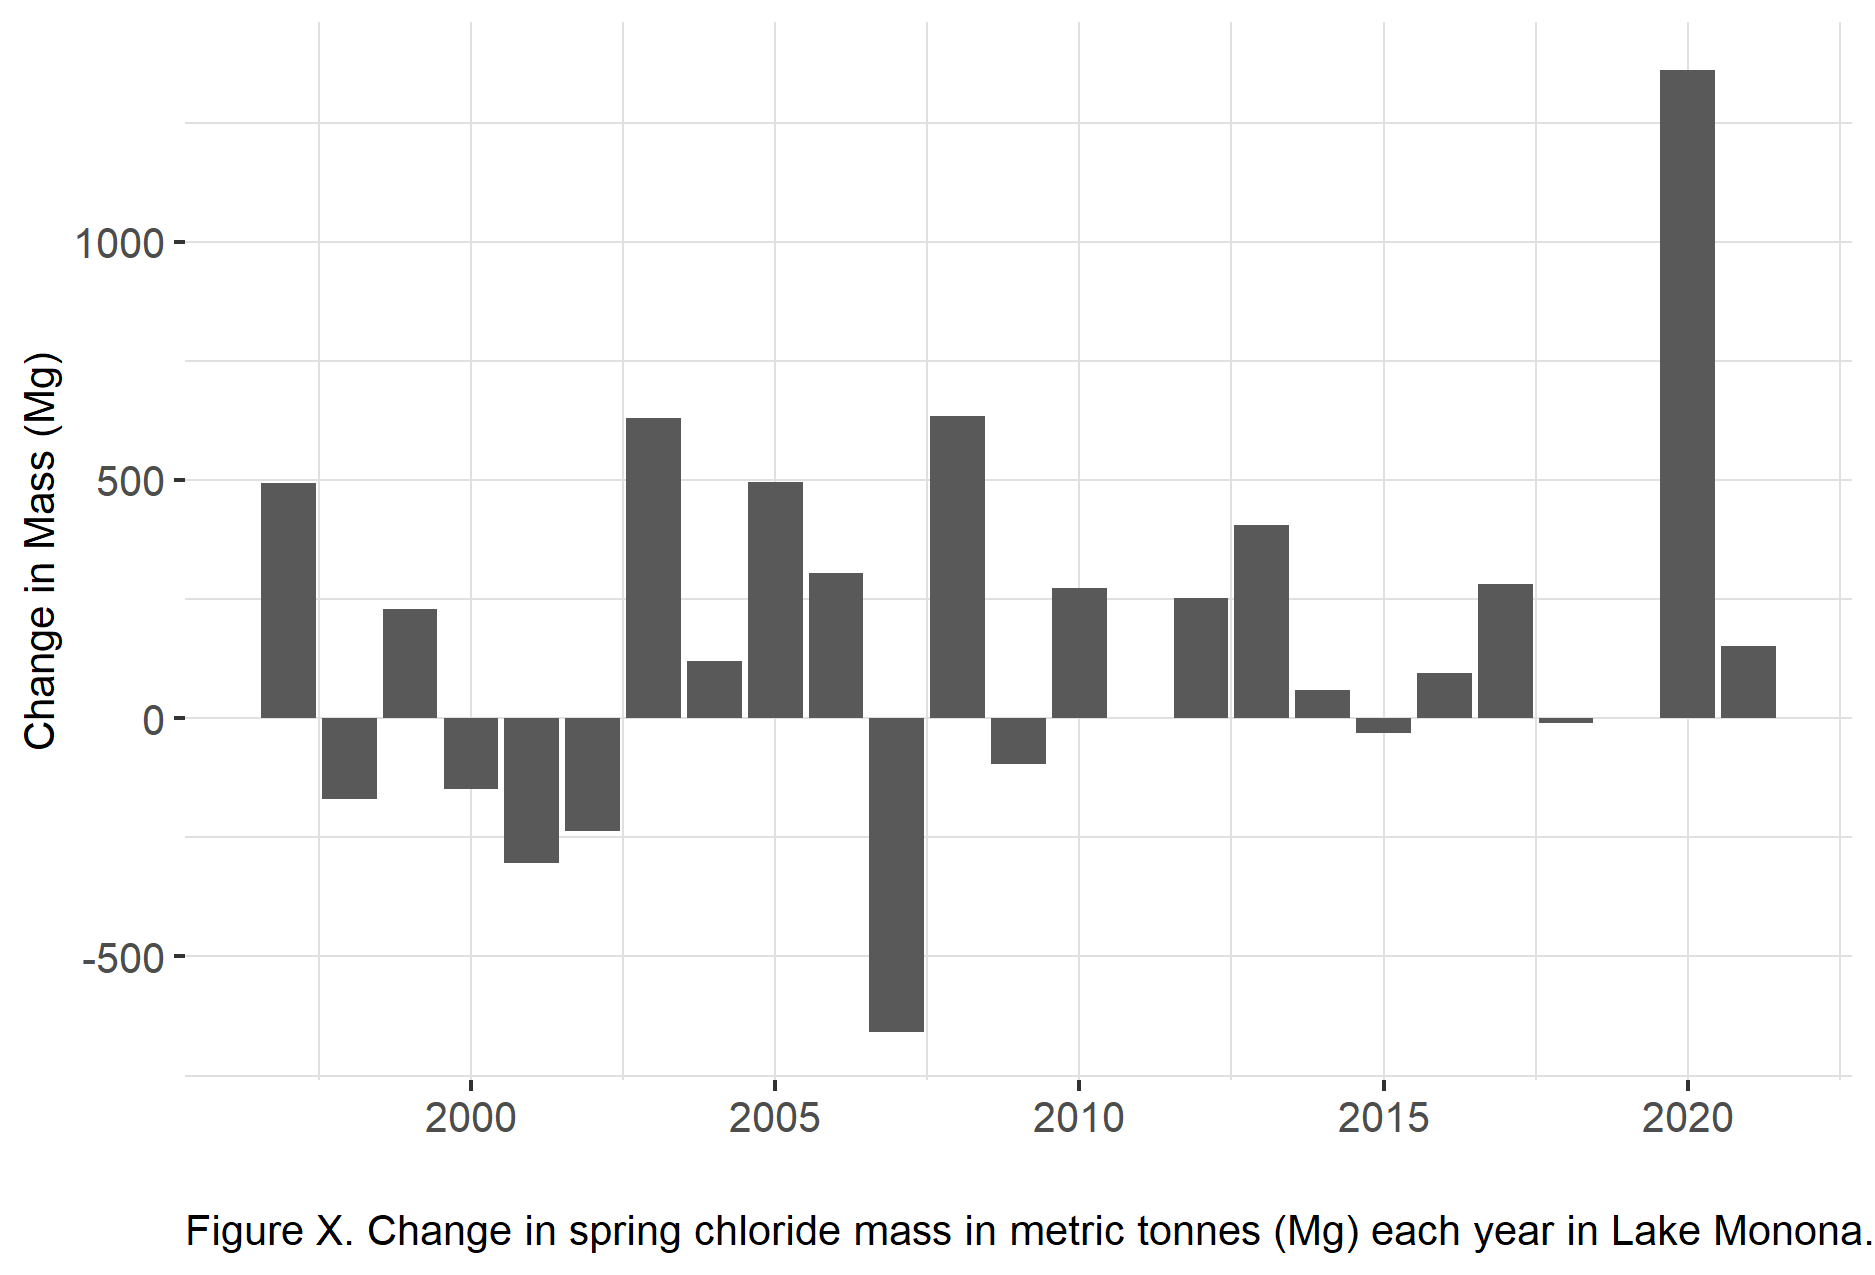 Change in Mass (Mg)
1000
500
0
-500
2000 2005 2010 2015 2020
Figure X. Change in spring chloride mass in metric tonnes (Mg) each year in Lake Monona.